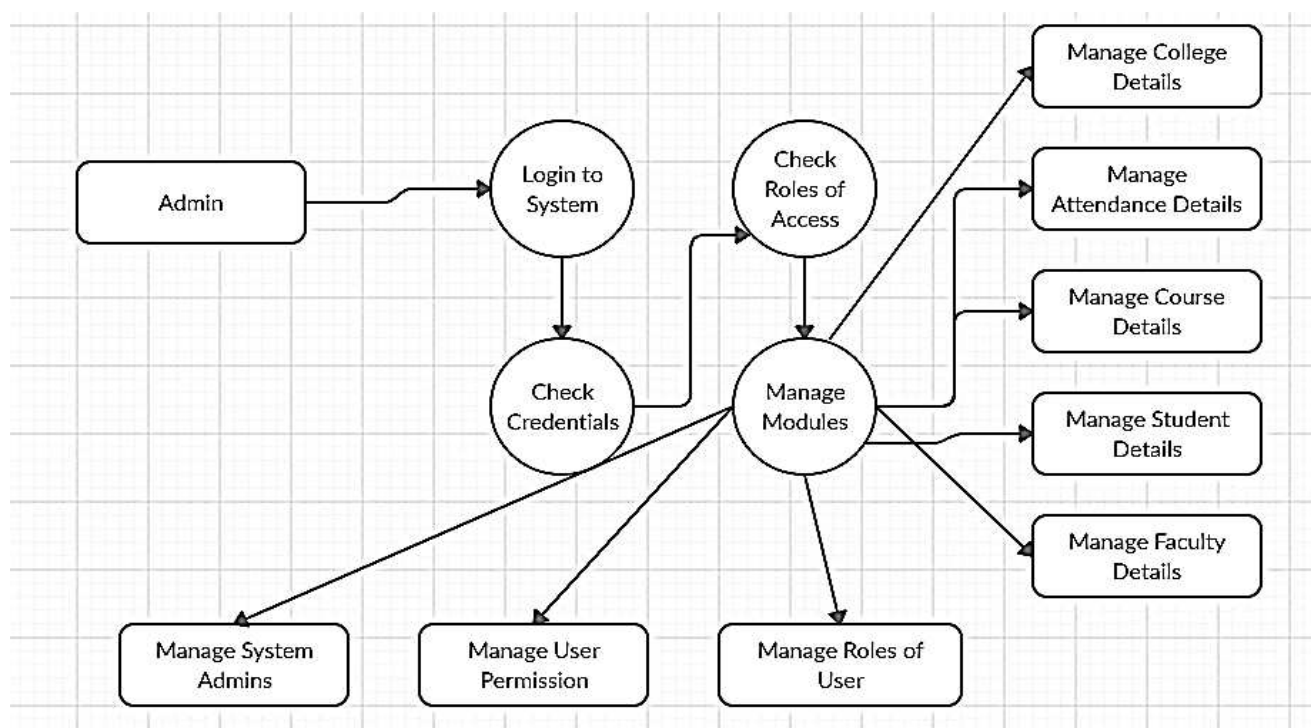 Manage College
Details
Admin
Login to
System
Check
Roles of
Access
Manage
Attendance Details
Manage Course
Details
Check
Credentials
Manage
Modules
Manage Student
Details
Manage Faculty
Details
Manage System
Admins
Manage User
Permission
Manage Roles of
User